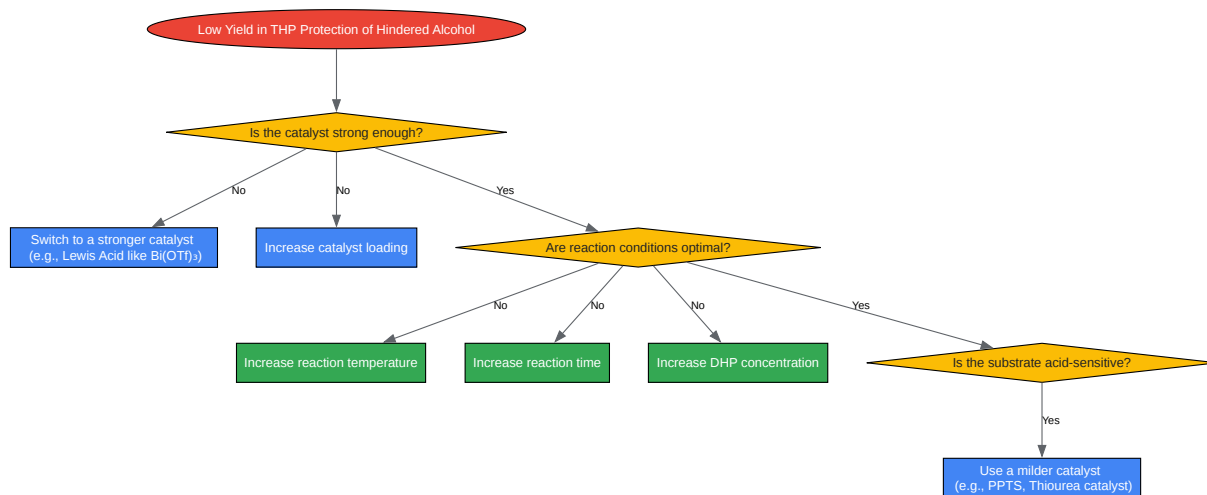 Low Yield in THP Protection of Hindered Alcohol
Is the catalyst strong enough?
No
No
Yes
Switch to a stronger catalyst
(e.g., Lewis Acid like Bi(OTf)₃)
Increase catalyst loading
Are reaction conditions optimal?
No
No
No
Yes
Increase reaction temperature
Increase reaction time
Increase DHP concentration
Is the substrate acid-sensitive?
Yes
Use a milder catalyst
(e.g., PPTS, Thiourea catalyst)